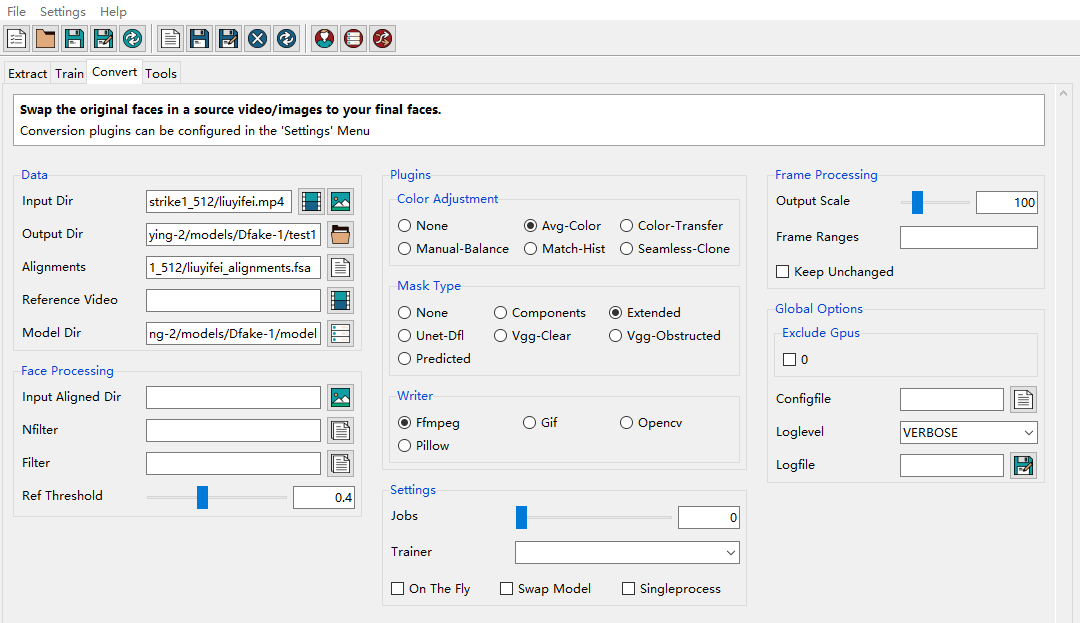 File Settings Help
Extract Train Convert Tools
Swap the original faces in a source video/images to your final faces.
Conversion plugins can be configured in the 'Settings' Menu
Data
Input Dir strike1_512/liuyifei.mp4
Output Dir ying-2/models/Dfake-1/test1
Alignments 1_512/liuyifei_alignments.fsa
Reference Video
Model Dir ng-2/models/Dfake-1/model
Face Processing
Input Aligned Dir
Nfilter
Filter
Ref Threshold 0.4
Plugins
Color Adjustment
None Avg-Color Color-Transfer
Manual-Balance Match-Hist Seamless-Clone
Mask Type
None Components Extended
Unet-Dfl Vgg-Clear Vgg-Obstructed
Predicted
Writer
Ffmpeg Gif Opencv
Pillow
Settings
Jobs 0
Trainer
On The Fly Swap Model Singleprocess
Frame Processing
Output Scale 100
Frame Ranges
Keep Unchanged
Global Options
Exclude Gpus
0
Configfile
Loglevel VERBOSE
Logfile